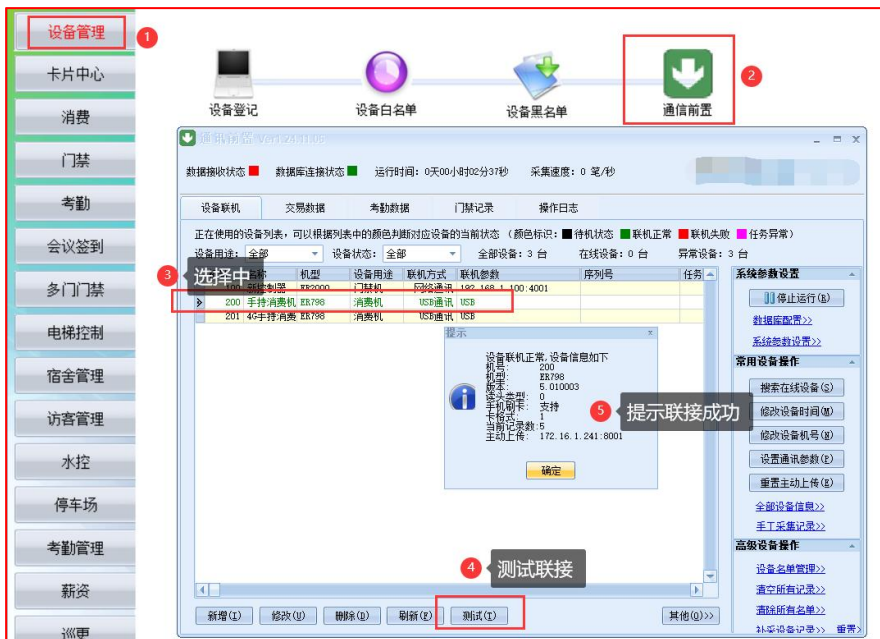 设备管理
1
卡片中心
消费
门禁
考勤
会议签到
多门门禁
电梯控制
宿舍管理
访客管理
水控
停车场
考勤管理
薪资
巡更
设备登记
设备白名单
设备黑名单
通信前置
2
数据接收状态 数据库连接状态 运行时间: 0天00小时02分37秒 采集速度: 0 笔/秒
设备联机 交易数据 考勤数据 门禁记录 操作日志
正在使用的设备列表,可以根据列表中的颜色判断对应设备的当前状态 (颜色标识: 待机状态 联机正常 联机失败 任务异常)
设备用途: 全部 设备状态: 全部 全部设备: 3 台 在线设备: 0 台 异常设备: 3 台
3 选择中
名称 机型 设备用途 联机方式 联机参数 序列号 任务
100 新控制器 ER2000 门禁机 网络通讯 192.168.1.100:4001
200 手持消费机 ER798 消费机 USB通讯 USB
201 4G手持消费 ER798 消费机 USB通讯 USB
提示
设备联机正常,设备信息如下
机号: 200
机型: ER798
版本: 5.010003
读头类型: 0
手机刷卡: 支持
卡格式: 1
当前记录数:5
主动上传: 172.16.1.241:8001
确定
5 提示联接成功
4 测试联接
新增(I) 修改(U) 删除(D) 刷新(R) 测试(T) 其他(O)>>
系统参数设置
停止运行(B)
数据库配置>>
系统参数设置>>
常用设备操作
搜索在线设备(S)
修改设备时间(M)
修改设备机号(N)
设置通讯参数(P)
重置主动上传(E)
全部设备信息>>
手工采集记录>>
高级设备操作
设备名单管理>>
清空所有记录>>
清除所有名单>>
补采设备记录>> 重置>